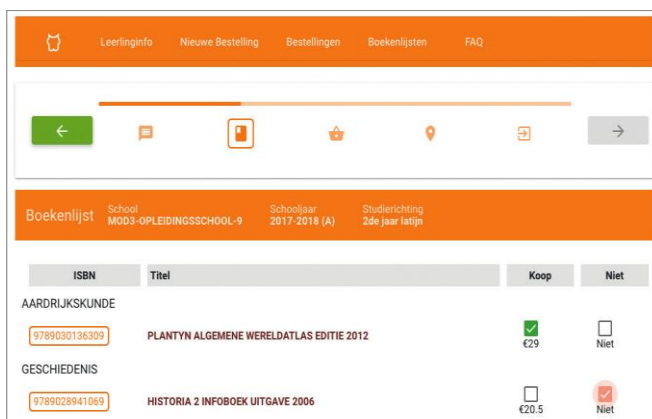 Leerlinginfo Nieuwe Bestelling Bestellingen Boekenlijsten FAQ
Boekenlijst
School Schooljaar Studierichting
MOD3-OPLEIDINGSSCHOOL-9 2017-2018 (A) 2de jaar latijn
ISBN Titel Koop Niet
AARDRIJKSKUNDE
9789030136309 PLANTYN ALGEMENE WERELDATLAS EDITIE 2012 €29 Niet
GESCHIEDENIS
9789028941069 HISTORIA 2 INFOBOEK UITGAVE 2006 €20.5 Niet